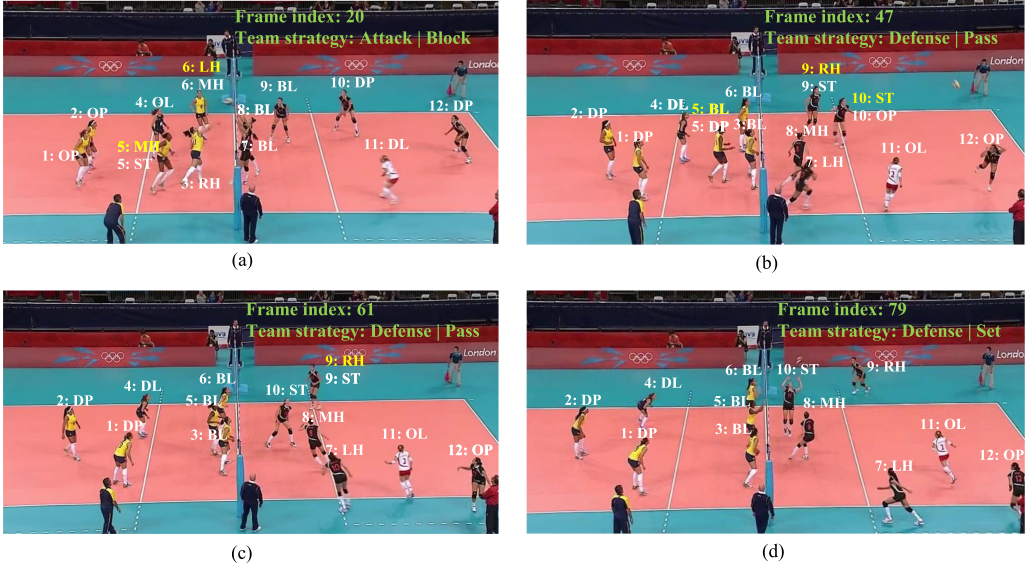 Frame index: 20
Team strategy: Attack | Block
6: LH
6: MH
9: BL
10: DP
4: OL
8: BL
12: DP
2: OP
5: MH
7: BL
11: DL
1: OP
5: ST
3: RH
(a)
Frame index: 47
Team strategy: Defense | Pass
London
9: RH
6: BL
9: ST
10: ST
2: DP
4: DL
5: BL
10: OP
1: DP
5: DP
3: BL
8: MH
12: OP
7: LH
11: OL
(b)
Frame index: 61
Team strategy: Defense | Pass
London
9: RH
6: BL
9: ST
4: DL
10: ST
2: DP
5: BL
8: MH
1: DP
3: BL
11: OL
7: LH
12: OP
(c)
Frame index: 79
Team strategy: Defense | Set
London
6: BL
10: ST
9: RH
4: DL
5: BL
8: MH
2: DP
3: BL
11: OL
1: DP
7: LH
12: OP
(d)